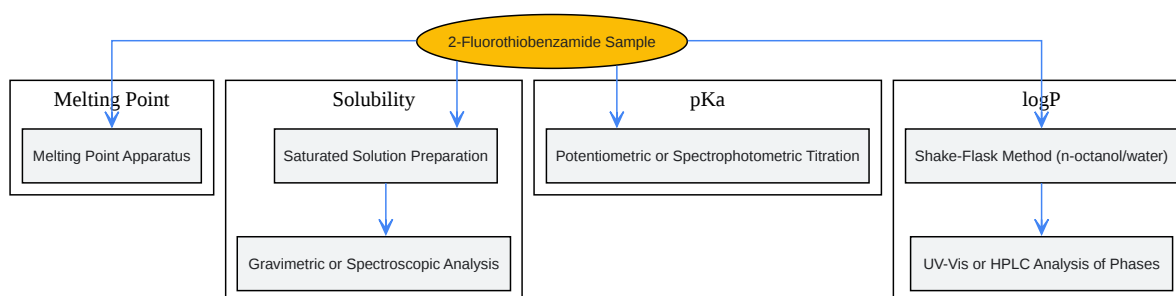 2-Fluorothiobenzamide Sample
Melting Point
Solubility
pKa
logP
Melting Point Apparatus
Saturated Solution Preparation
Potentiometric or Spectrophotometric Titration
Shake-Flask Method (n-octanol/water)
Gravimetric or Spectroscopic Analysis
UV-Vis or HPLC Analysis of Phases